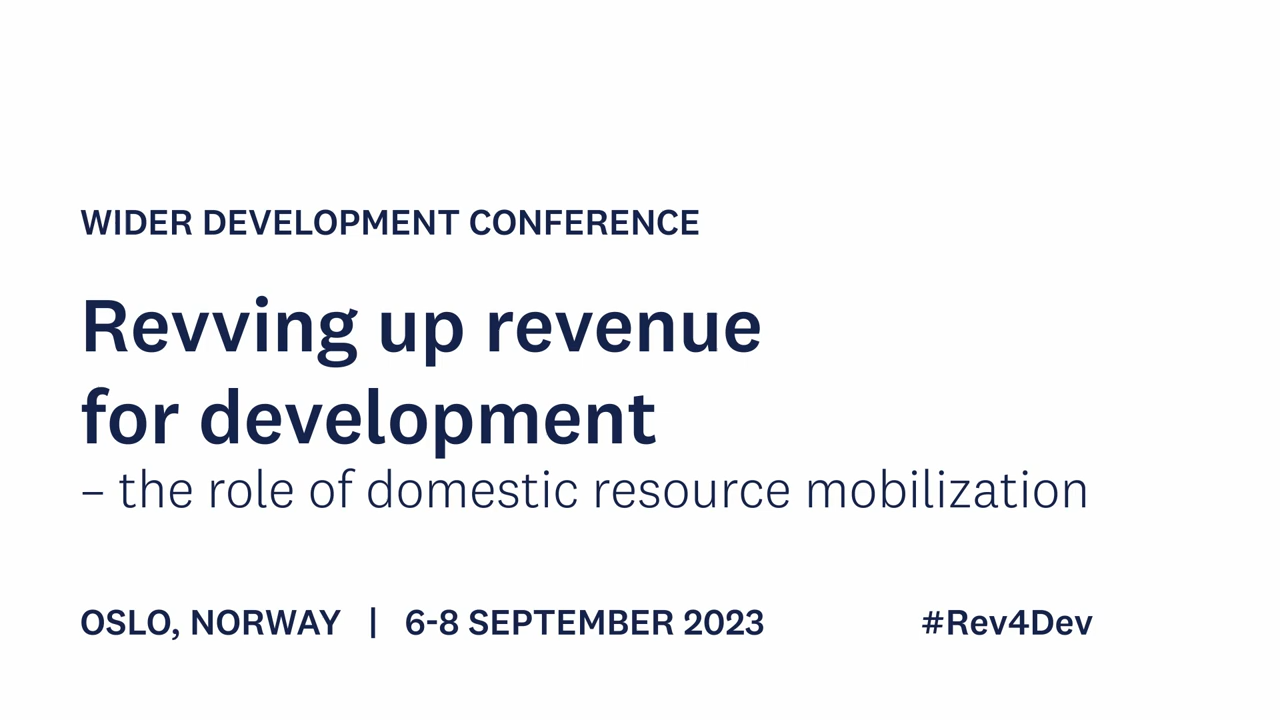 WIDER DEVELOPMENT CONFERENCE
Revving up revenue
for development
– the role of domestic resource mobilization
OSLO, NORWAY | 6-8 SEPTEMBER 2023 #Rev4Dev